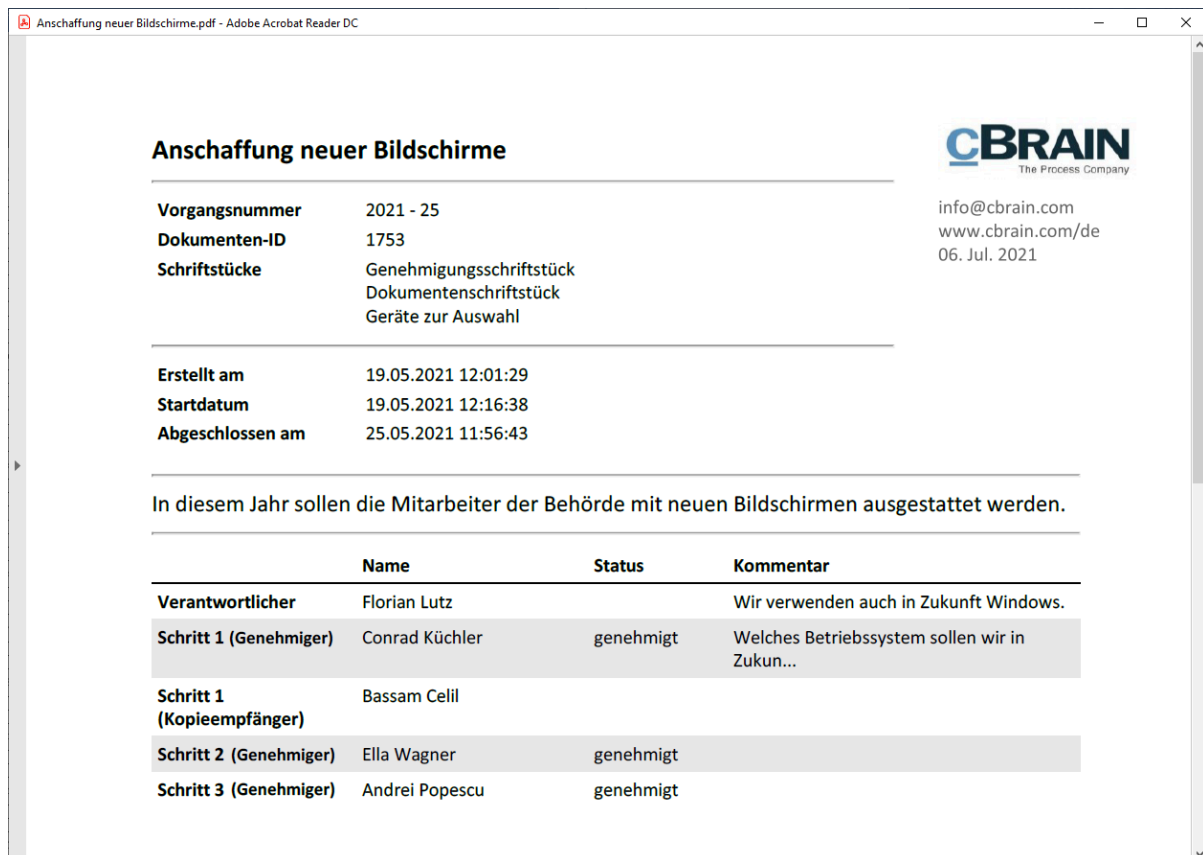 Anschaffung neuer Bildschirme.pdf - Adobe Acrobat Reader DC
Anschaffung neuer Bildschirme
cBRAIN
The Process Company
info@cbrain.com
www.cbrain.com/de
06. Jul. 2021
Vorgangsnummer 2021 - 25
Dokumenten-ID 1753
Schriftstücke Genehmigungsschriftstück
Dokumentenschriftstück
Geräte zur Auswahl
Erstellt am 19.05.2021 12:01:29
Startdatum 19.05.2021 12:16:38
Abgeschlossen am 25.05.2021 11:56:43
In diesem Jahr sollen die Mitarbeiter der Behörde mit neuen Bildschirmen ausgestattet werden.
Name Status Kommentar
Verantwortlicher Florian Lutz Wir verwenden auch in Zukunft Windows.
Schritt 1 (Genehmiger) Conrad Küchler genehmigt Welches Betriebssystem sollen wir in
Zukun...
Schritt 1 Bassam Celil
(Kopieempfänger)
Schritt 2 (Genehmiger) Ella Wagner genehmigt
Schritt 3 (Genehmiger) Andrei Popescu genehmigt